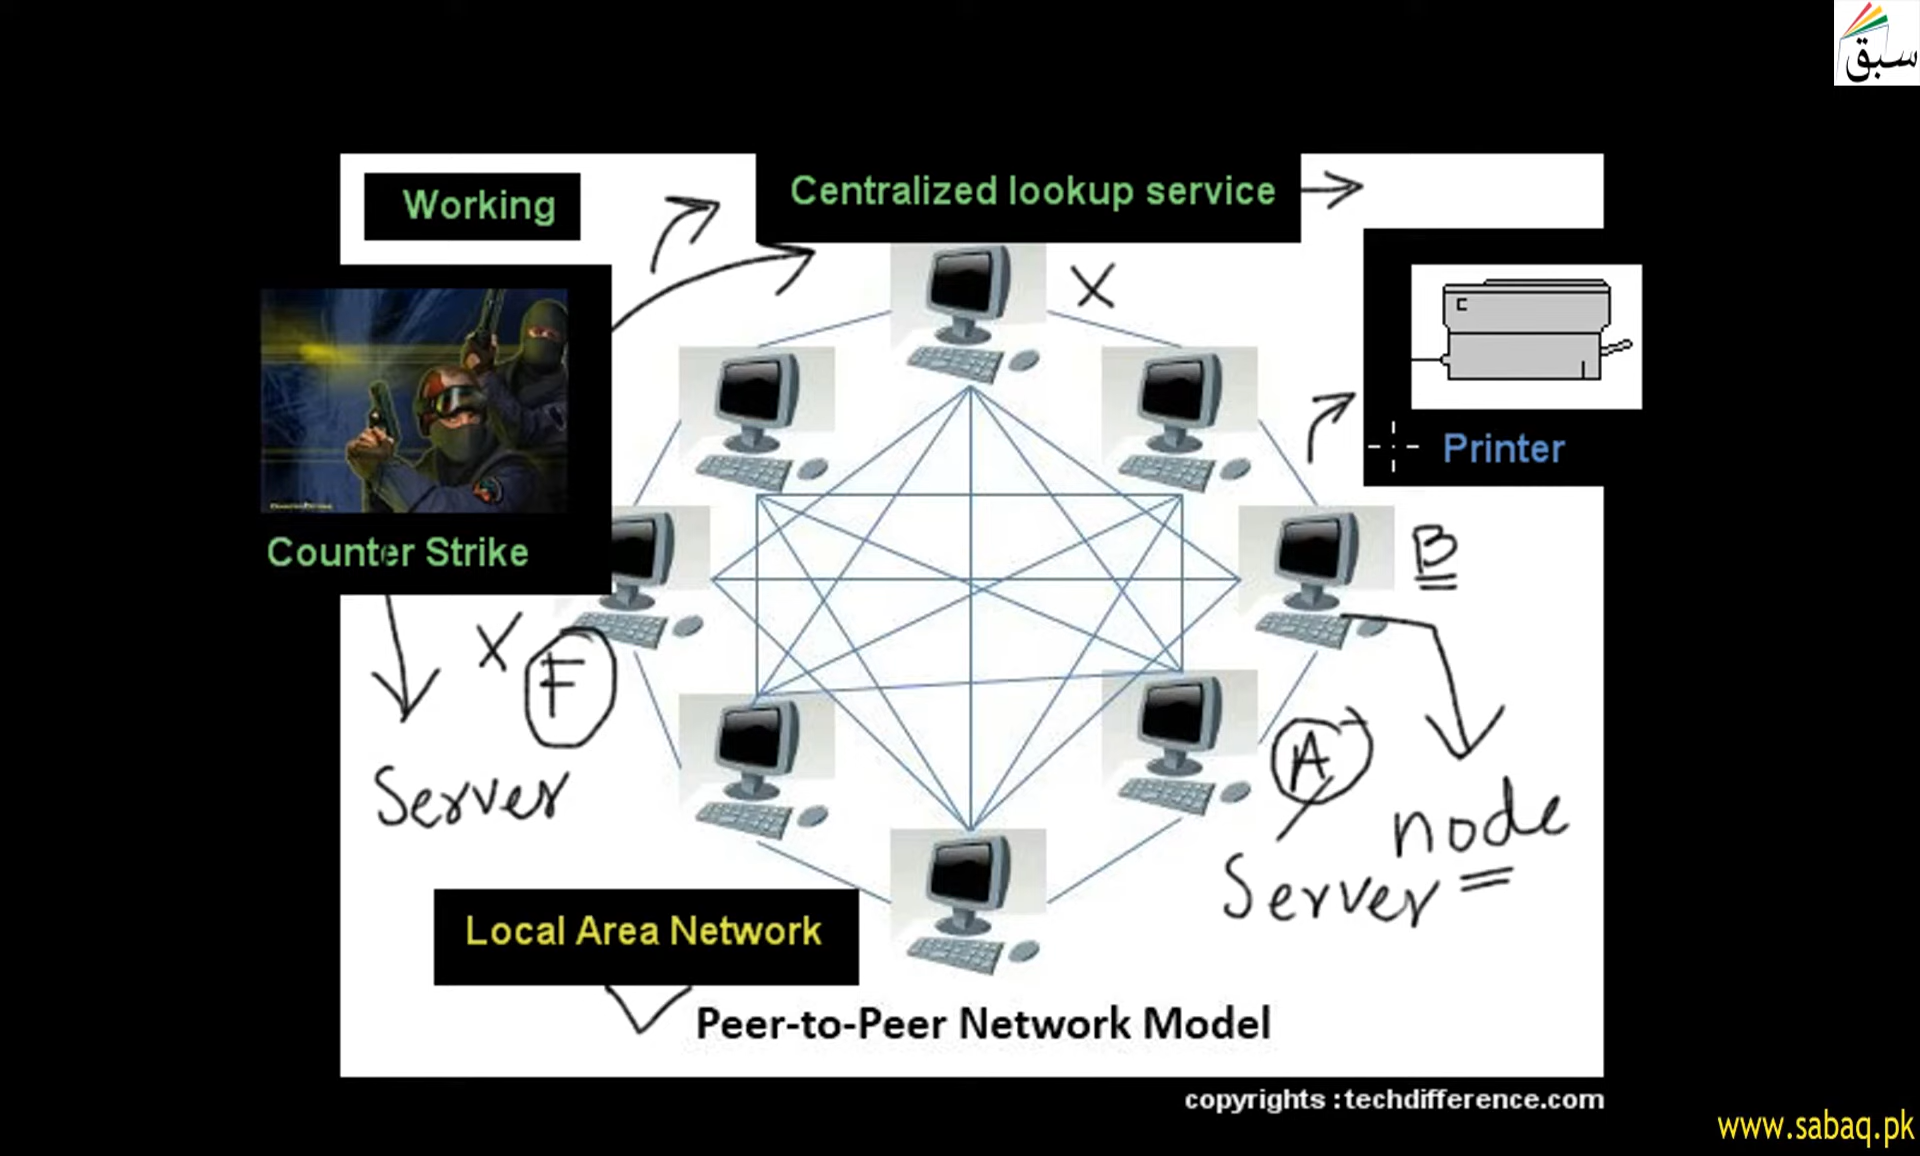 سبق
Working
Centralized lookup service
X
C
Printer
Counter Strike
B
X
F
A
Server
node
Server
Local Area Network
Peer-to-Peer Network Model
copyrights : techdifference.com
www.sabaq.pk